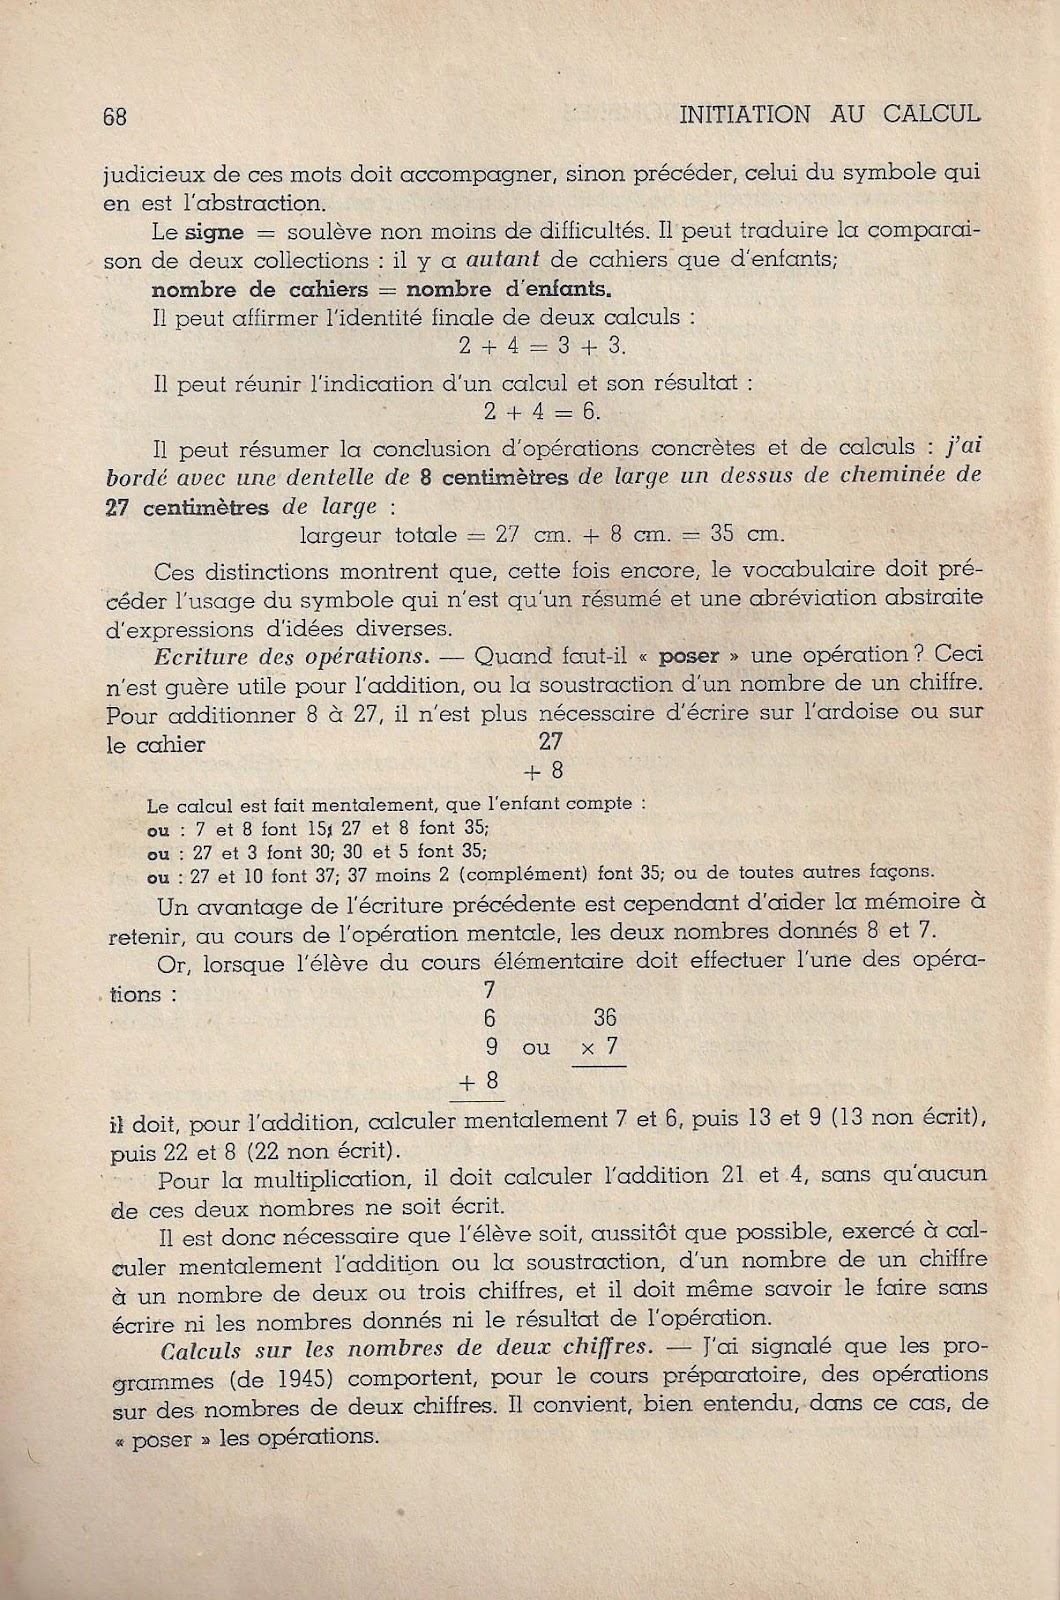 68 INITIATION AU CALCUL
judicieux de ces mots doit accompagner, sinon précéder, celui du symbole qui
en est l'abstraction.
Le signe = soulève non moins de difficultés. Il peut traduire la comparai-
son de deux collections : il y a autant de cahiers que d'enfants;
nombre de cahiers = nombre d'enfants.
Il peut affirmer l'identité finale de deux calculs :
2 + 4 = 3 + 3.
Il peut réunir l'indication d'un calcul et son résultat :
2 + 4 = 6.
Il peut résumer la conclusion d'opérations concrètes et de calculs : j'ai
bordé avec une dentelle de 8 centimètres de large un dessus de cheminée de
27 centimètres de large :
largeur totale = 27 cm. + 8 cm. = 35 cm.
Ces distinctions montrent que, cette fois encore, le vocabulaire doit pré-
céder l'usage du symbole qui n'est qu'un résumé et une abréviation abstraite
d'expressions d'idées diverses.
Ecriture des opérations. — Quand faut-il « poser » une opération ? Ceci
n'est guère utile pour l'addition, ou la soustraction d'un nombre de un chiffre.
Pour additionner 8 à 27, il n'est plus nécessaire d'écrire sur l'ardoise ou sur
le cahier 27
+ 8
Le calcul est fait mentalement, que l'enfant compte :
ou : 7 et 8 font 15; 27 et 8 font 35;
ou : 27 et 3 font 30; 30 et 5 font 35;
ou : 27 et 10 font 37; 37 moins 2 (complément) font 35; ou de toutes autres façons.
Un avantage de l'écriture précédente est cependant d'aider la mémoire à
retenir, au cours de l'opération mentale, les deux nombres donnés 8 et 7.
Or, lorsque l'élève du cours élémentaire doit effectuer l'une des opéra-
tions : 7
6 36
9 ou x 7
+ 8
il doit, pour l'addition, calculer mentalement 7 et 6, puis 13 et 9 (13 non écrit),
puis 22 et 8 (22 non écrit).
Pour la multiplication, il doit calculer l'addition 21 et 4, sans qu'aucun
de ces deux nombres ne soit écrit.
Il est donc nécessaire que l'élève soit, aussitôt que possible, exercé à cal-
culer mentalement l'addition ou la soustraction, d'un nombre de un chiffre
à un nombre de deux ou trois chiffres, et il doit même savoir le faire sans
écrire ni les nombres donnés ni le résultat de l'opération.
Calculs sur les nombres de deux chiffres. — J'ai signalé que les pro-
grammes (de 1945) comportent, pour le cours préparatoire, des opérations
sur des nombres de deux chiffres. Il convient, bien entendu, dans ce cas, de
« poser » les opérations.